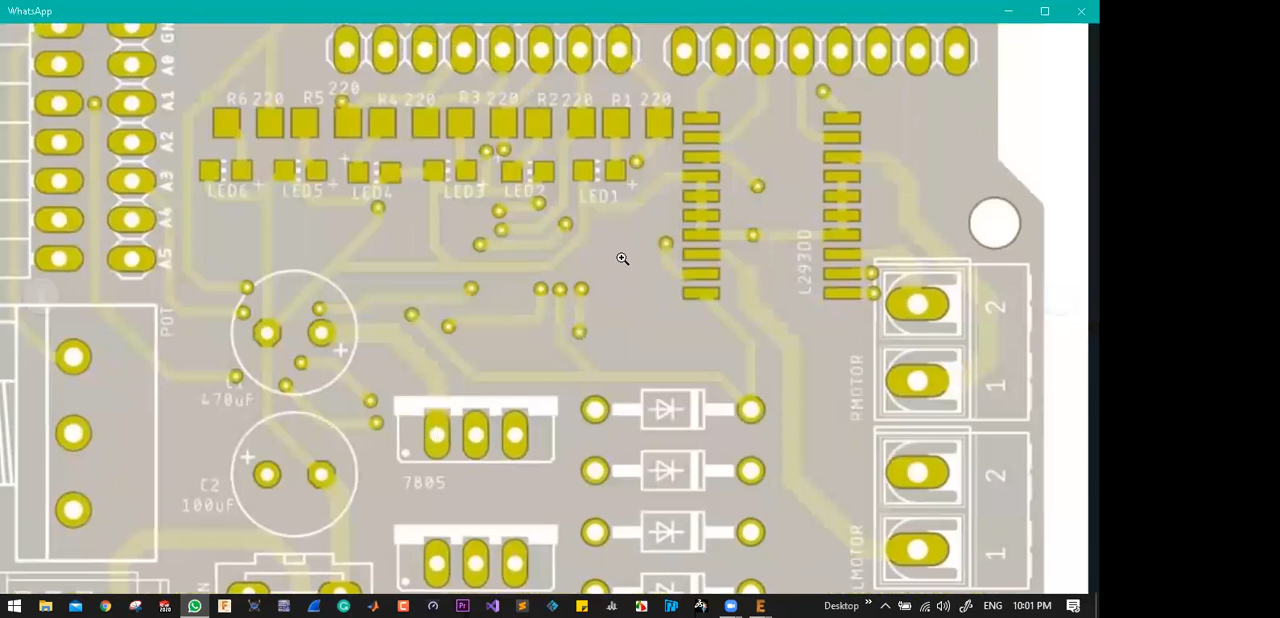 WhatsApp
GN
A0
A1
A2
A3
A4
A5
R6 220
R5 220
R4 220
R3 220
R2 220
R1 220
LED6
LED5
LED4
LED3
LED2
LED1
L293DD
POT
470uF
C2
100uF
7805
RMOTOR
2
1
LMOTOR
2
1
N
Desktop
ENG
10:01 PM